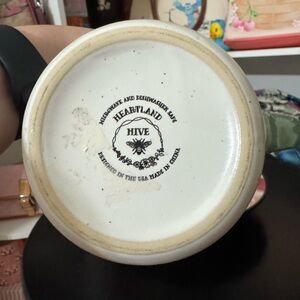 MICROWAVE AND DISHWASHER SAFE
HEARTLAND
HIVE
DESIGNED IN THE USA MADE IN CHINA